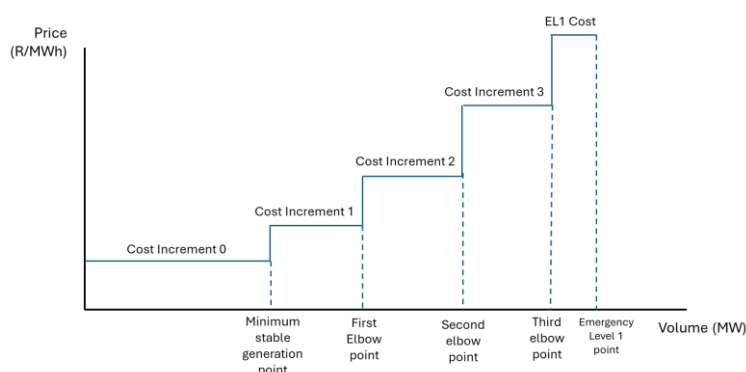 EL1 Cost
Price
(R/MWh)
Cost Increment 3
Cost Increment 2
Cost Increment 1
Cost Increment 0
Minimum
stable
generation
point
First
Elbow
point
Second
elbow
point
Third
elbow
point
Emergency
Level 1
point
Volume (MW)